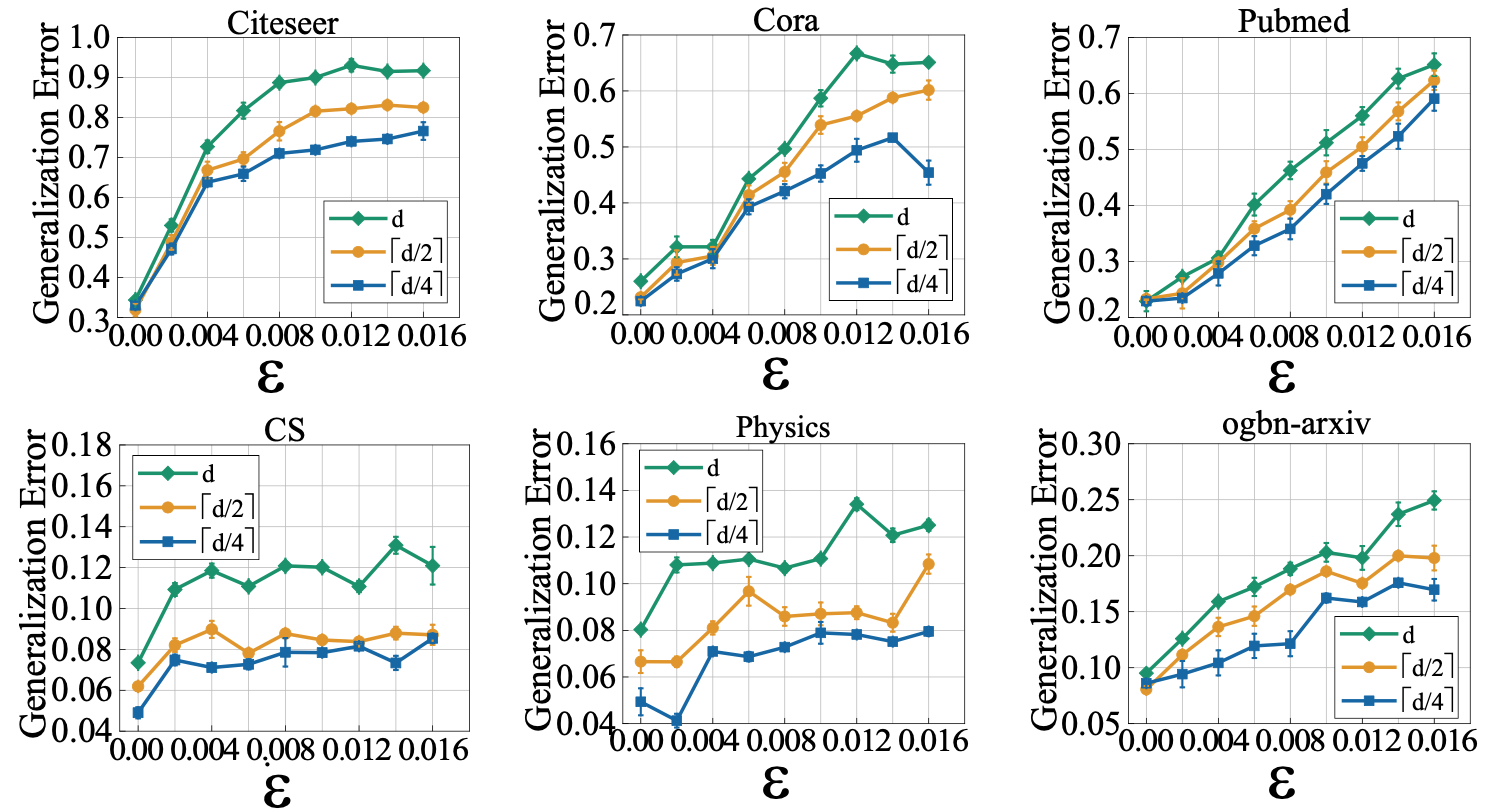 Citeseer
Generalization Error
1.0
0.9
0.8
0.7
0.6
0.5
0.4
0.3
d
⌈d/2⌉
⌈d/4⌉
0.00 0.004 0.008 0.012 0.016
ε
Cora
Generalization Error
0.7
0.6
0.5
0.4
0.3
0.2
d
⌈d/2⌉
⌈d/4⌉
0.00 0.004 0.008 0.012 0.016
ε
Pubmed
Generalization Error
0.7
0.6
0.5
0.4
0.3
0.2
d
⌈d/2⌉
⌈d/4⌉
0.00 0.004 0.008 0.012 0.016
ε
CS
Generalization Error
0.18
0.16
0.14
0.12
0.10
0.08
0.06
0.04
d
⌈d/2⌉
⌈d/4⌉
0.00 0.004 0.008 0.012 0.016
ε
Physics
Generalization Error
0.16
0.14
0.12
0.10
0.08
0.06
0.04
d
⌈d/2⌉
⌈d/4⌉
0.00 0.004 0.008 0.012 0.016
ε
ogbn-arxiv
Generalization Error
0.30
0.25
0.20
0.15
0.10
0.05
d
⌈d/2⌉
⌈d/4⌉
0.00 0.004 0.008 0.012 0.016
ε